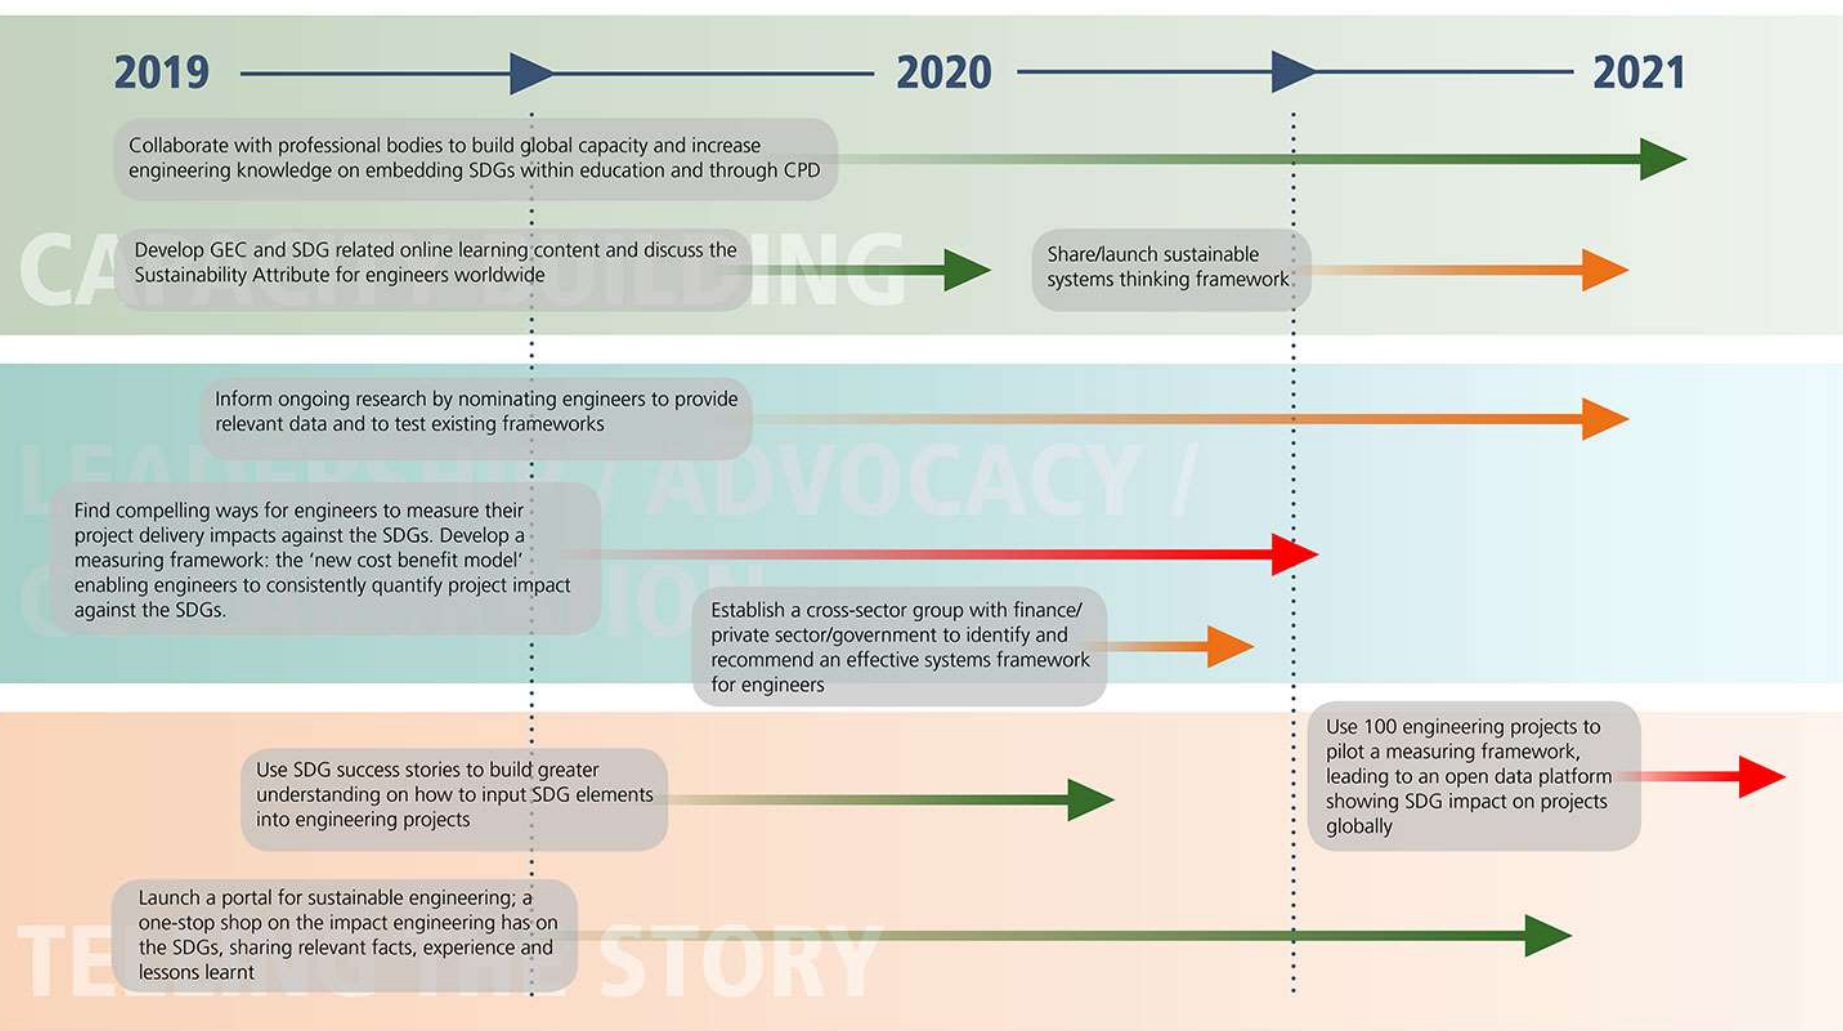 2019
2020
2021
Collaborate with professional bodies to build global capacity and increase
engineering knowledge on embedding SDGs within education and through CPD
CAPACITY BUILDING
Develop GEC and SDG related online learning content and discuss the
Sustainability Attribute for engineers worldwide
Share/launch sustainable
systems thinking framework
Inform ongoing research by nominating engineers to provide
relevant data and to test existing frameworks
LEADERSHIP / ADVOCACY /
Find compelling ways for engineers to measure their
project delivery impacts against the SDGs. Develop a
measuring framework: the ‘new cost benefit model’
enabling engineers to consistently quantify project impact
against the SDGs.
Establish a cross-sector group with finance/
private sector/government to identify and
recommend an effective systems framework
for engineers
Use SDG success stories to build greater
understanding on how to input SDG elements
into engineering projects
Use 100 engineering projects to
pilot a measuring framework,
leading to an open data platform
showing SDG impact on projects
globally
Launch a portal for sustainable engineering; a
one-stop shop on the impact engineering has on
the SDGs, sharing relevant facts, experience and
lessons learnt
TELLING THE STORY